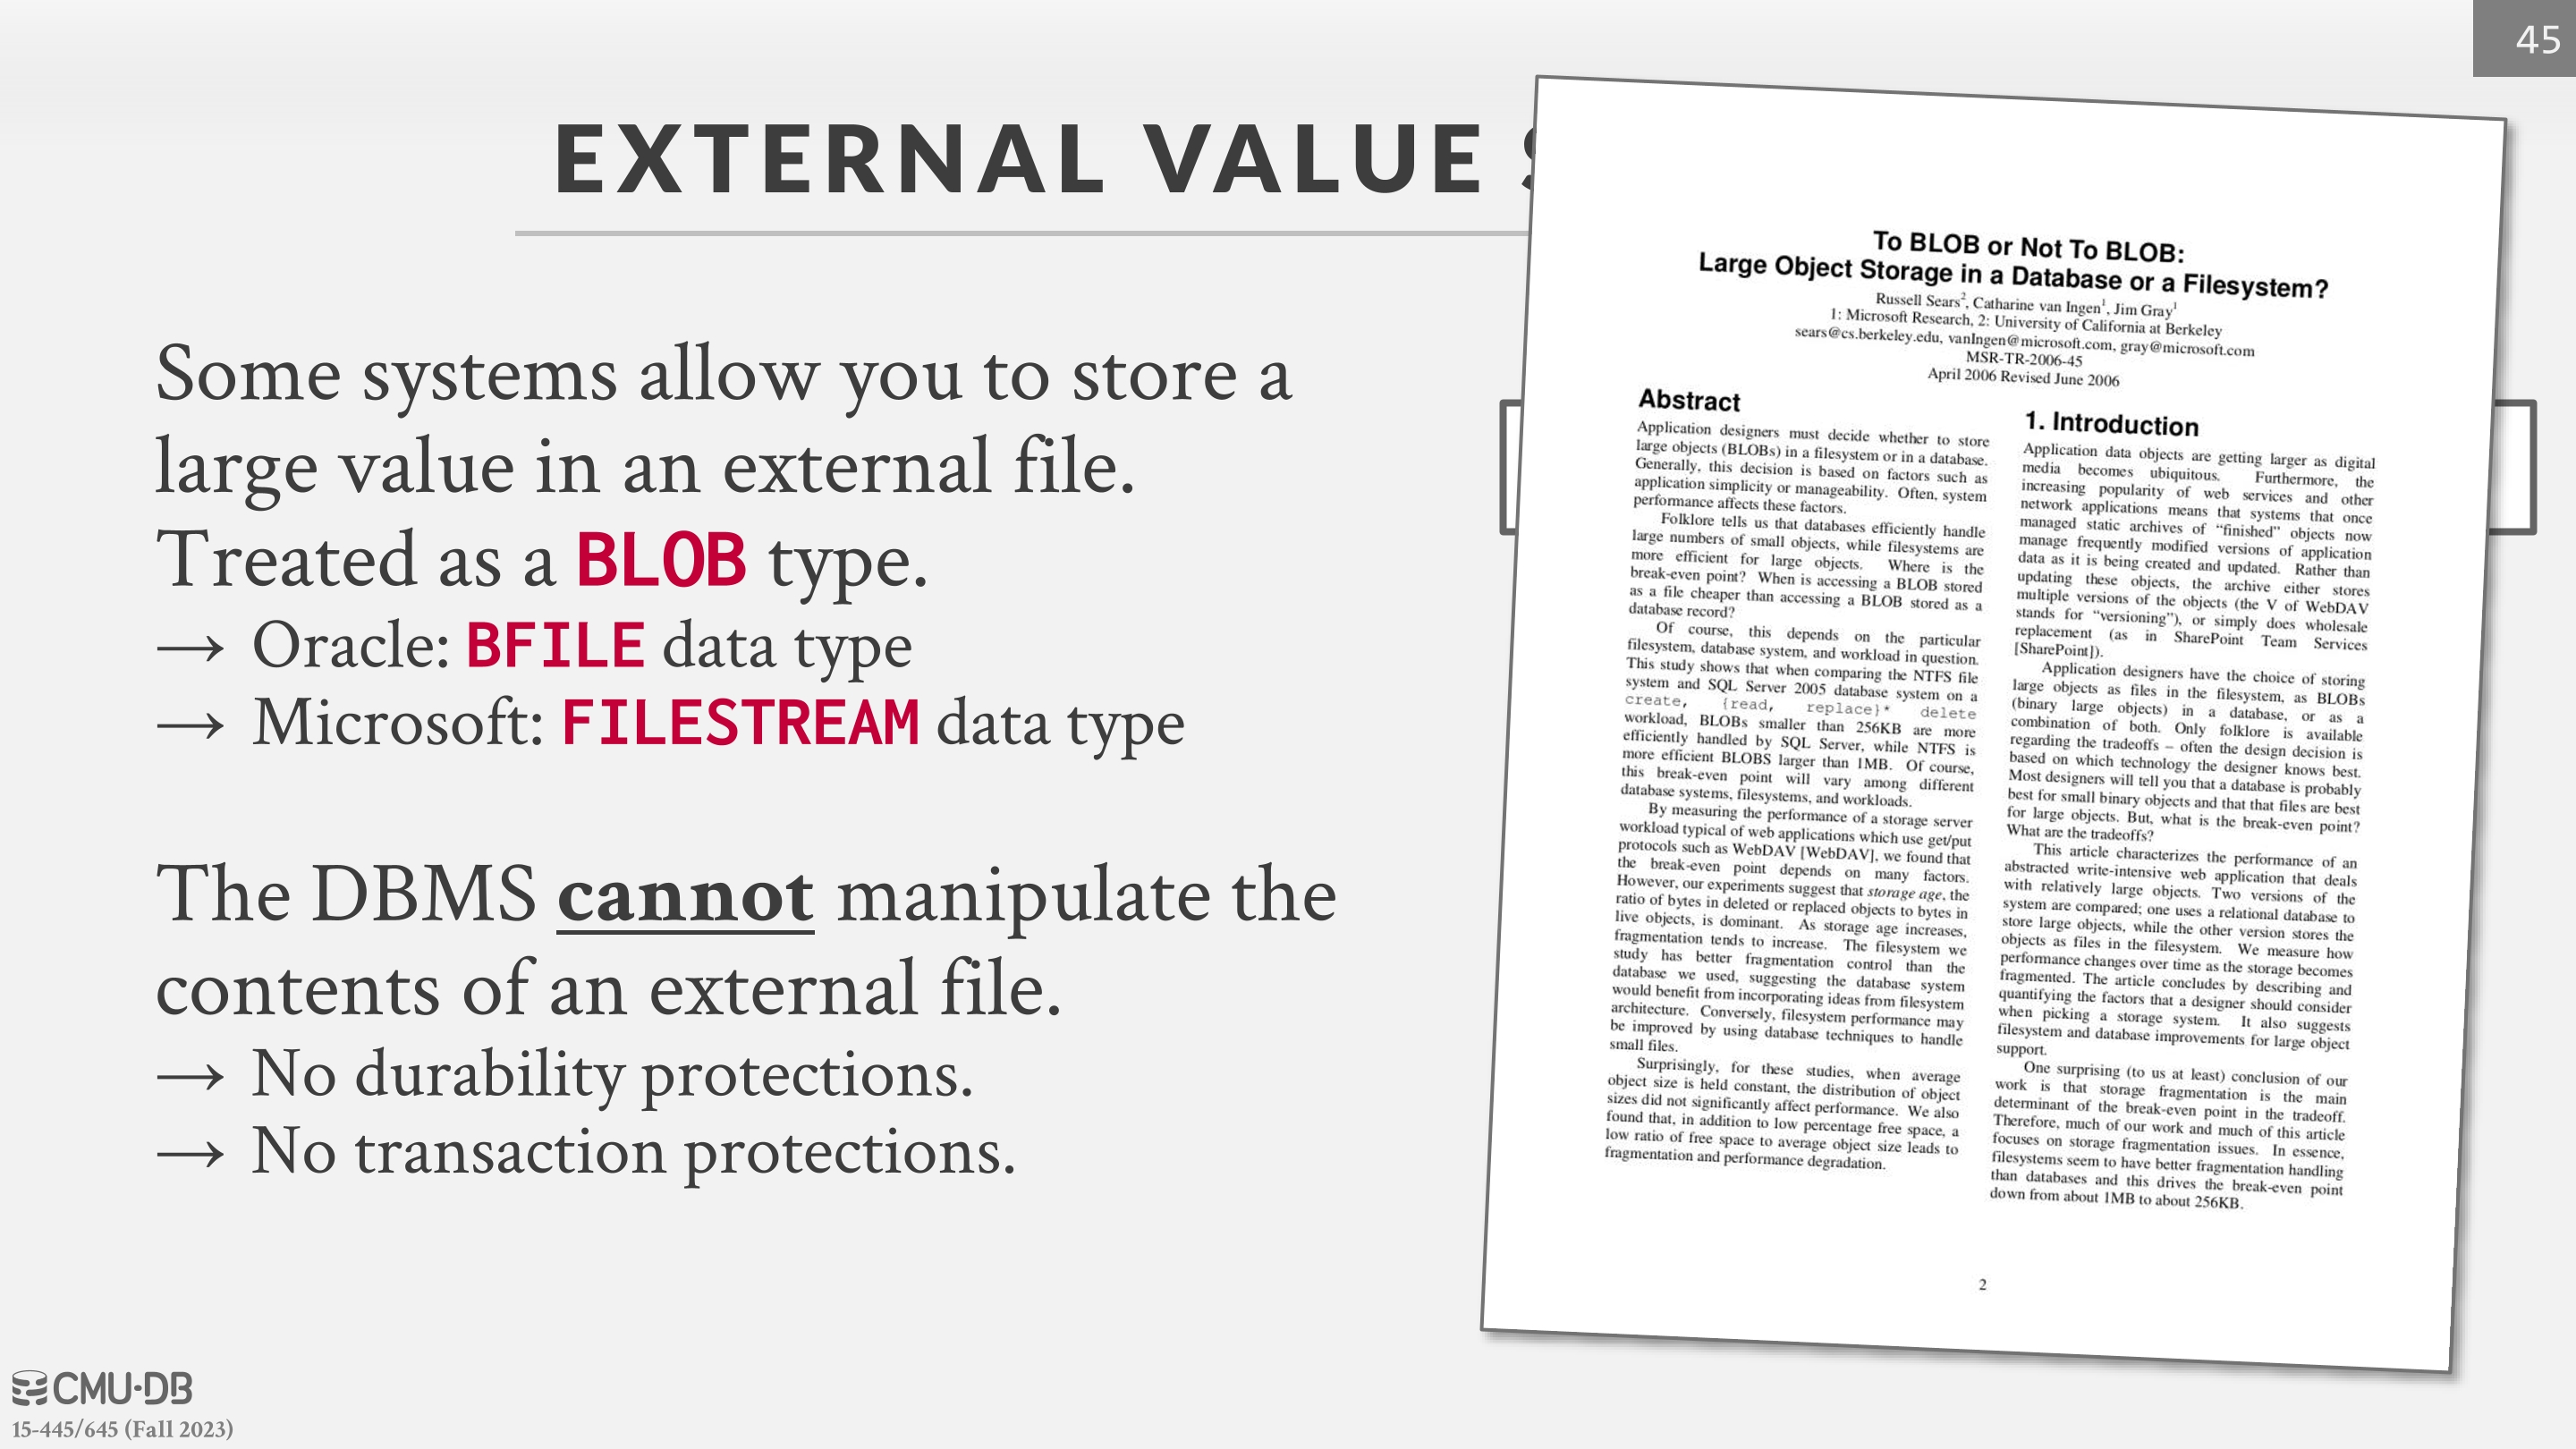 45
EXTERNAL VALUE
Some systems allow you to store a
large value in an external file.
Treated as a BLOB type.
→ Oracle: BFILE data type
→ Microsoft: FILESTREAM data type
The DBMS cannot manipulate the
contents of an external file.
→ No durability protections.
→ No transaction protections.
To BLOB or Not To BLOB:
Large Object Storage in a Database or a Filesystem?
Russell Sears2, Catharine van Ingen1, Jim Gray1
1: Microsoft Research, 2: University of California at Berkeley
sears@cs.berkeley.edu, vanIngen@microsoft.com, gray@microsoft.com
MSR-TR-2006-45
April 2006 Revised June 2006
Abstract
Application designers must decide whether to store
large objects (BLOBs) in a filesystem or in a database.
Generally, this decision is based on factors such as
application simplicity or manageability. Often, system
performance affects these factors.
Folklore tells us that databases efficiently handle
large numbers of small objects, while filesystems are
more efficient for large objects. Where is the
break-even point? When is accessing a BLOB stored
as a file cheaper than accessing a BLOB stored as a
database record?
Of course, this depends on the particular
filesystem, database system, and workload in question.
This study shows that when comparing the NTFS file
system and SQL Server 2005 database system on a
create, {read, replace}* delete
workload, BLOBs smaller than 256KB are more
efficiently handled by SQL Server, while NTFS is
more efficient BLOBS larger than 1MB. Of course,
this break-even point will vary among different
database systems, filesystems, and workloads.
By measuring the performance of a storage server
workload typical of web applications which use get/put
protocols such as WebDAV [WebDAV], we found that
the break-even point depends on many factors.
However, our experiments suggest that storage age, the
ratio of bytes in deleted or replaced objects to bytes in
live objects, is dominant. As storage age increases,
fragmentation tends to increase. The filesystem we
study has better fragmentation control than the
database we used, suggesting the database system
would benefit from incorporating ideas from filesystem
architecture. Conversely, filesystem performance may
be improved by using database techniques to handle
small files.
Surprisingly, for these studies, when average
object size is held constant, the distribution of object
sizes did not significantly affect performance. We also
found that, in addition to low percentage free space, a
low ratio of free space to average object size leads to
fragmentation and performance degradation.
1. Introduction
Application data objects are getting larger as digital
media becomes ubiquitous. Furthermore, the
increasing popularity of web services and other
network applications means that systems that once
managed static archives of “finished” objects now
manage frequently modified versions of application
data as it is being created and updated. Rather than
updating these objects, the archive either stores
multiple versions of the objects (the V of WebDAV
stands for “versioning”), or simply does wholesale
replacement (as in SharePoint Team Services
[SharePoint]).
Application designers have the choice of storing
large objects as files in the filesystem, as BLOBs
(binary large objects) in a database, or as a
combination of both. Only folklore is available
regarding the tradeoffs – often the design decision is
based on which technology the designer knows best.
Most designers will tell you that a database is probably
best for small binary objects and that that files are best
for large objects. But, what is the break-even point?
What are the tradeoffs?
This article characterizes the performance of an
abstracted write-intensive web application that deals
with relatively large objects. Two versions of the
system are compared; one uses a relational database to
store large objects, while the other version stores the
objects as files in the filesystem. We measure how
performance changes over time as the storage becomes
fragmented. The article concludes by describing and
quantifying the factors that a designer should consider
when picking a storage system. It also suggests
filesystem and database improvements for large object
support.
One surprising (to us at least) conclusion of our
work is that storage fragmentation is the main
determinant of the break-even point in the tradeoff.
Therefore, much of our work and much of this article
focuses on storage fragmentation issues. In essence,
filesystems seem to have better fragmentation handling
than databases and this drives the break-even point
down from about 1MB to about 256KB.
2
CMU·DB
15-445/645 (Fall 2023)